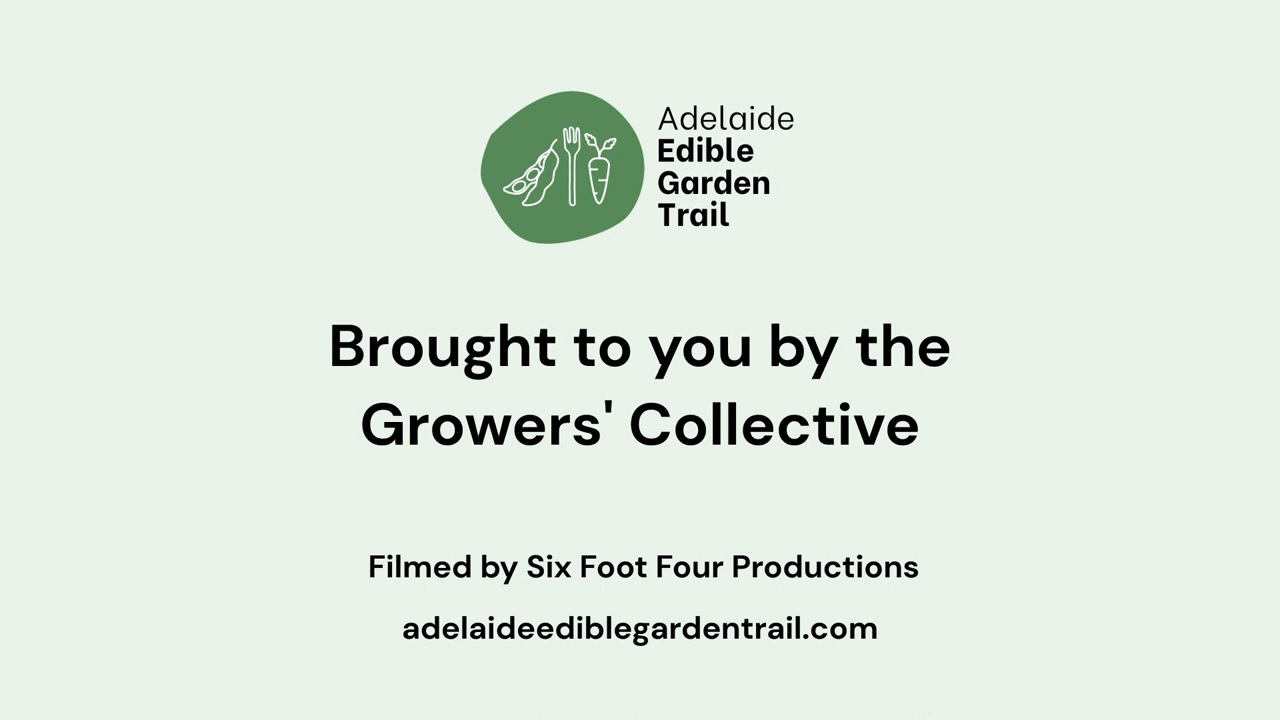 Adelaide
Edible
Garden
Trail
Brought to you by the
Growers' Collective
Filmed by Six Foot Four Productions
adelaideediblegardentrail.com